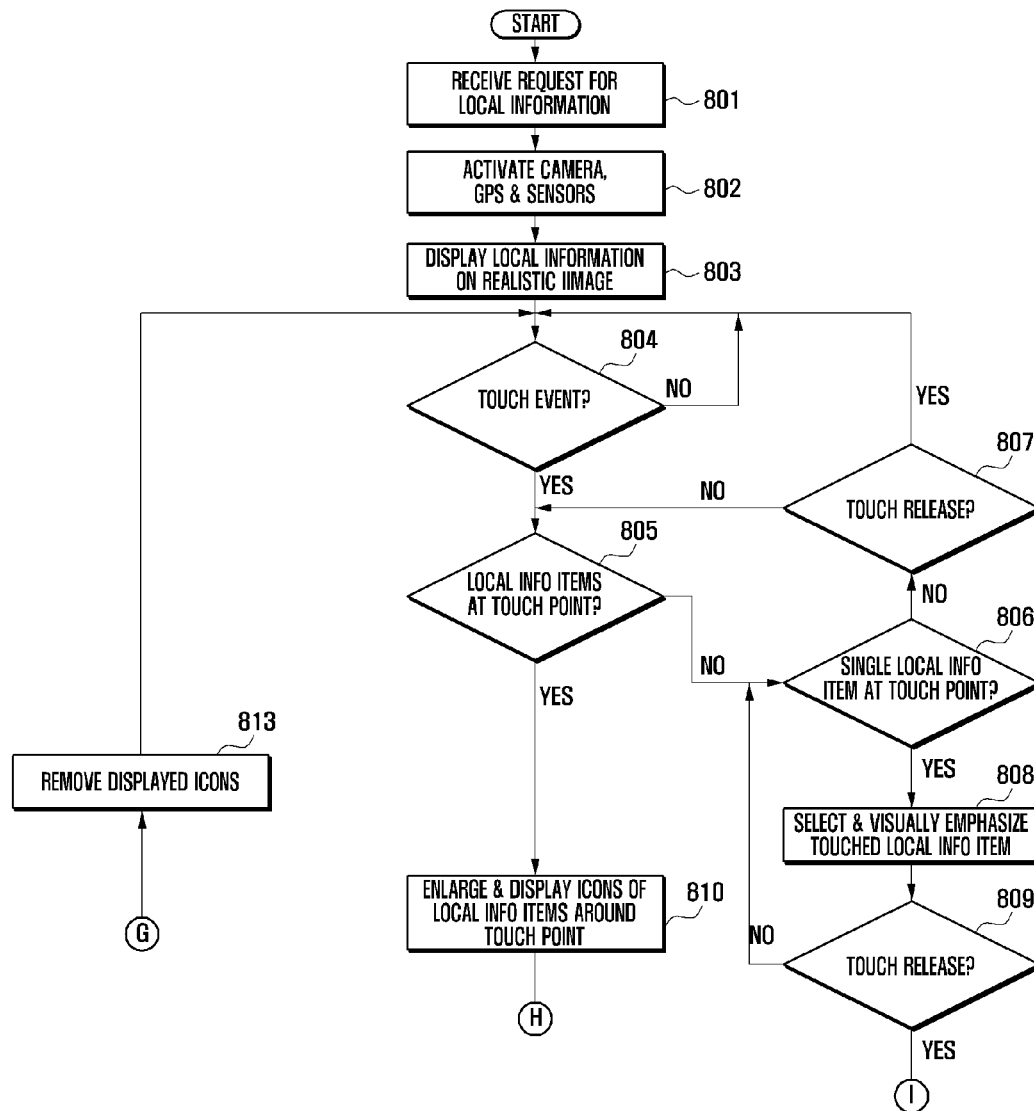 START
RECEIVE REQUEST FOR
LOCAL INFORMATION
801
ACTIVATE CAMERA,
GPS & SENSORS
802
DISPLAY LOCAL INFORMATION
ON REALISTIC IIMAGE
803
804
TOUCH EVENT?
NO
YES
YES
807
TOUCH RELEASE?
NO
805
LOCAL INFO ITEMS
AT TOUCH POINT?
NO
NO
806
SINGLE LOCAL INFO
ITEM AT TOUCH POINT?
YES
YES
813
REMOVE DISPLAYED ICONS
808
SELECT & VISUALLY EMPHASIZE
TOUCHED LOCAL INFO ITEM
ENLARGE & DISPLAY ICONS OF
LOCAL INFO ITEMS AROUND
TOUCH POINT
810
809
TOUCH RELEASE?
NO
YES
G
H
I